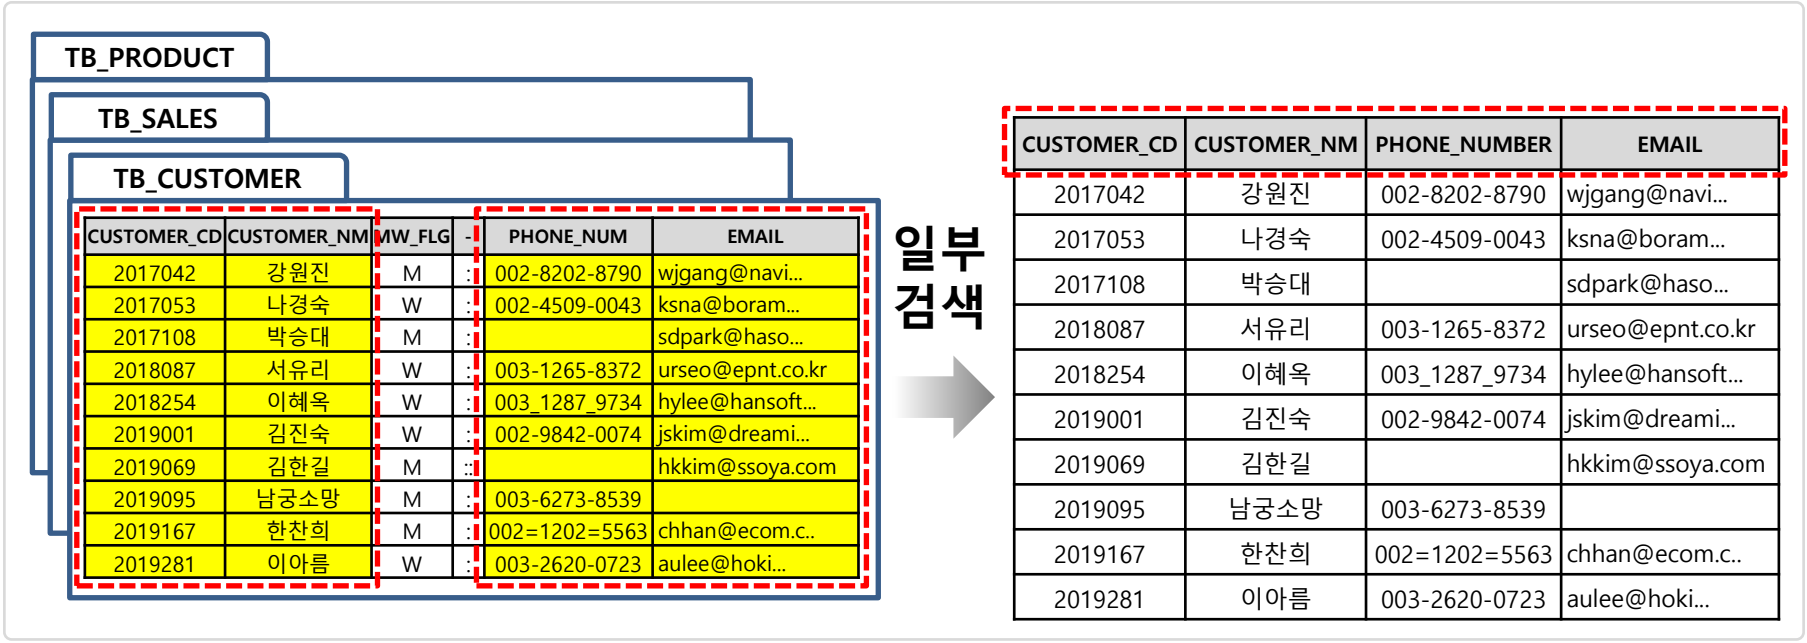 TB_PRODUCT
TB_SALES
TB_CUSTOMER
CUSTOMER_CD CUSTOMER_NM MW_FLG - PHONE_NUM EMAIL
2017042 강원진 M : 002-8202-8790 wjgang@navi...
2017053 나경숙 W : 002-4509-0043 ksna@boram...
2017108 박승대 M : sdpark@haso...
2018087 서유리 W : 003-1265-8372 urseo@epnt.co.kr
2018254 이혜옥 W : 003_1287_9734 hylee@hansoft...
2019001 김진숙 W : 002-9842-0074 jskim@dreami...
2019069 김한길 M :: hkkim@ssoya.com
2019095 남궁소망 M : 003-6273-8539
2019167 한찬희 M : 002=1202=5563 chhan@ecom.c..
2019281 이아름 W : 003-2620-0723 aulee@hoki...
일부
검색
CUSTOMER_CD CUSTOMER_NM PHONE_NUMBER EMAIL
2017042 강원진 002-8202-8790 wjgang@navi...
2017053 나경숙 002-4509-0043 ksna@boram...
2017108 박승대 sdpark@haso...
2018087 서유리 003-1265-8372 urseo@epnt.co.kr
2018254 이혜옥 003_1287_9734 hylee@hansoft...
2019001 김진숙 002-9842-0074 jskim@dreami...
2019069 김한길 hkkim@ssoya.com
2019095 남궁소망 003-6273-8539
2019167 한찬희 002=1202=5563 chhan@ecom.c..
2019281 이아름 003-2620-0723 aulee@hoki...